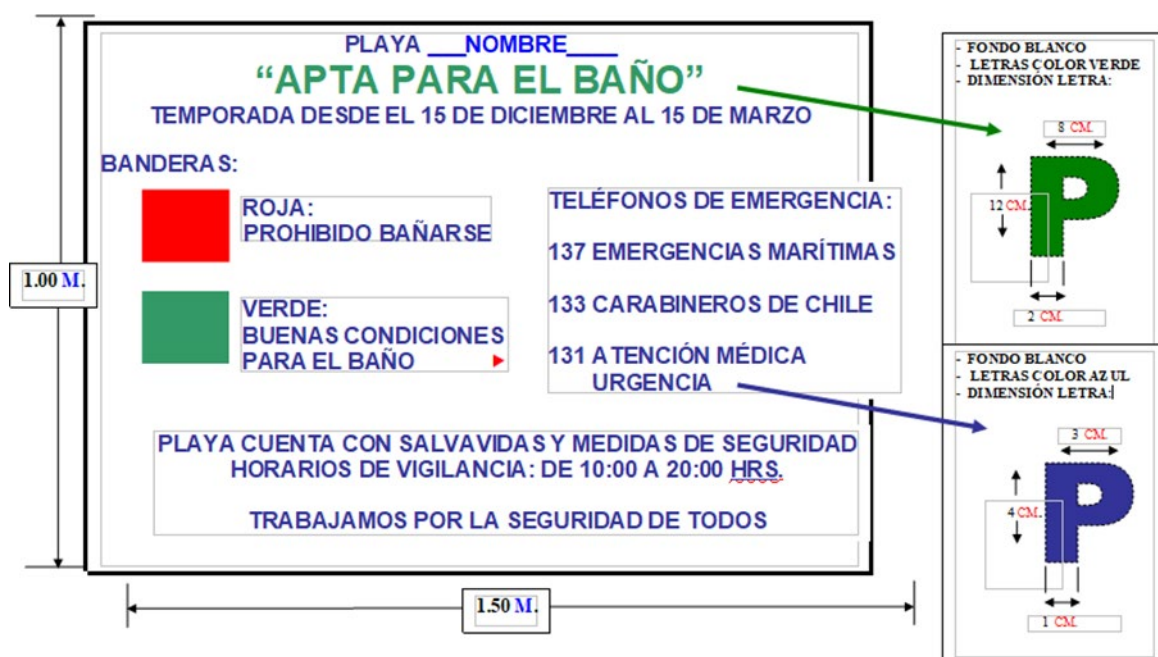 PLAYA ___NOMBRE____
“APTA PARA EL BAÑO”
TEMPORADA DESDE EL 15 DE DICIEMBRE AL 15 DE MARZO
BANDERAS:
ROJA:
PROHIBIDO BAÑARSE
VERDE:
BUENAS CONDICIONES
PARA EL BAÑO
TELÉFONOS DE EMERGENCIA:
137 EMERGENCIAS MARÍTIMAS
133 CARABINEROS DE CHILE
131 ATENCIÓN MÉDICA
URGENCIA
PLAYA CUENTA CON SALVAVIDAS Y MEDIDAS DE SEGURIDAD
HORARIOS DE VIGILANCIA: DE 10:00 A 20:00 HRS.
TRABAJAMOS POR LA SEGURIDAD DE TODOS
1.00 M.
1.50 M.
- FONDO BLANCO
- LETRAS COLOR VERDE
- DIMENSIÓN LETRA:
8 CM.
12 CM.
P
2 CM.
- FONDO BLANCO
- LETRAS COLOR AZUL
- DIMENSIÓN LETRA:
3 CM.
4 CM.
P
1 CM.